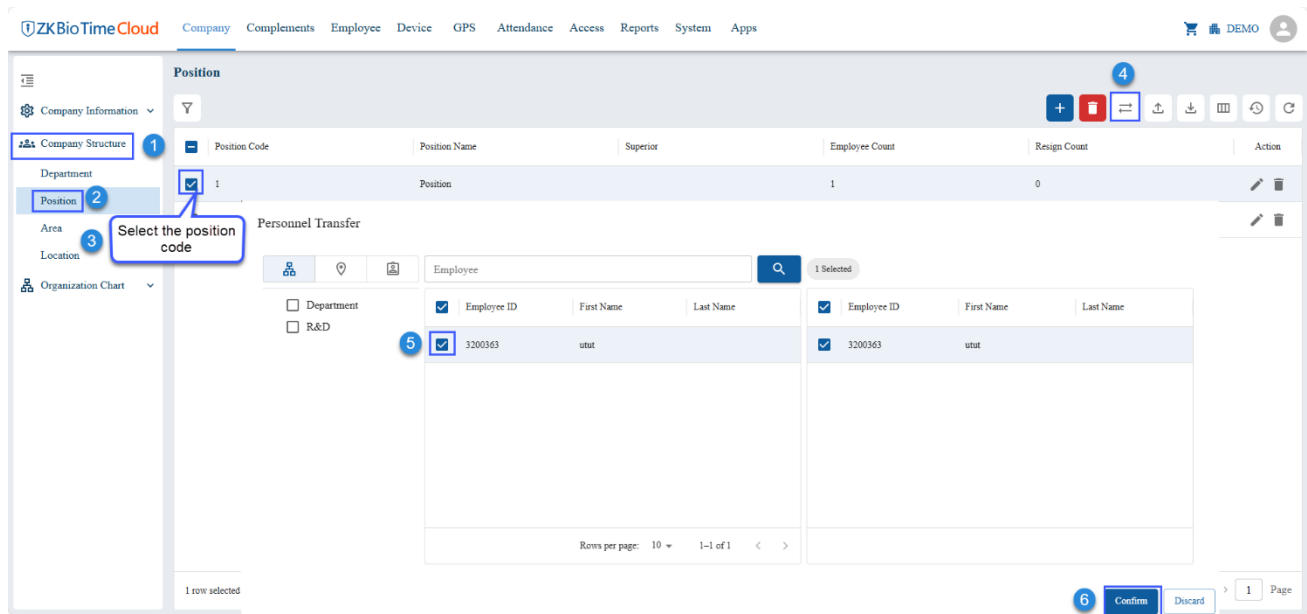 ZKBioTime Cloud Company Complements Employee Device GPS Attendance Access Reports System Apps DEMO
Position
4
Company Information
Company Structure 1
Position Code Position Name Superior Employee Count Resign Count Action
Department
1 Position 1 0
Position 2
Area
3
Location
Select the position
code
Organization Chart
Personnel Transfer
Employee 1 Selected
Department
R&D
Employee ID First Name Last Name Employee ID First Name Last Name
5 3200363 utut 3200363 utut
Rows per page: 10 1–1 of 1
1 row selected 1 Page
6 Confirm Discard